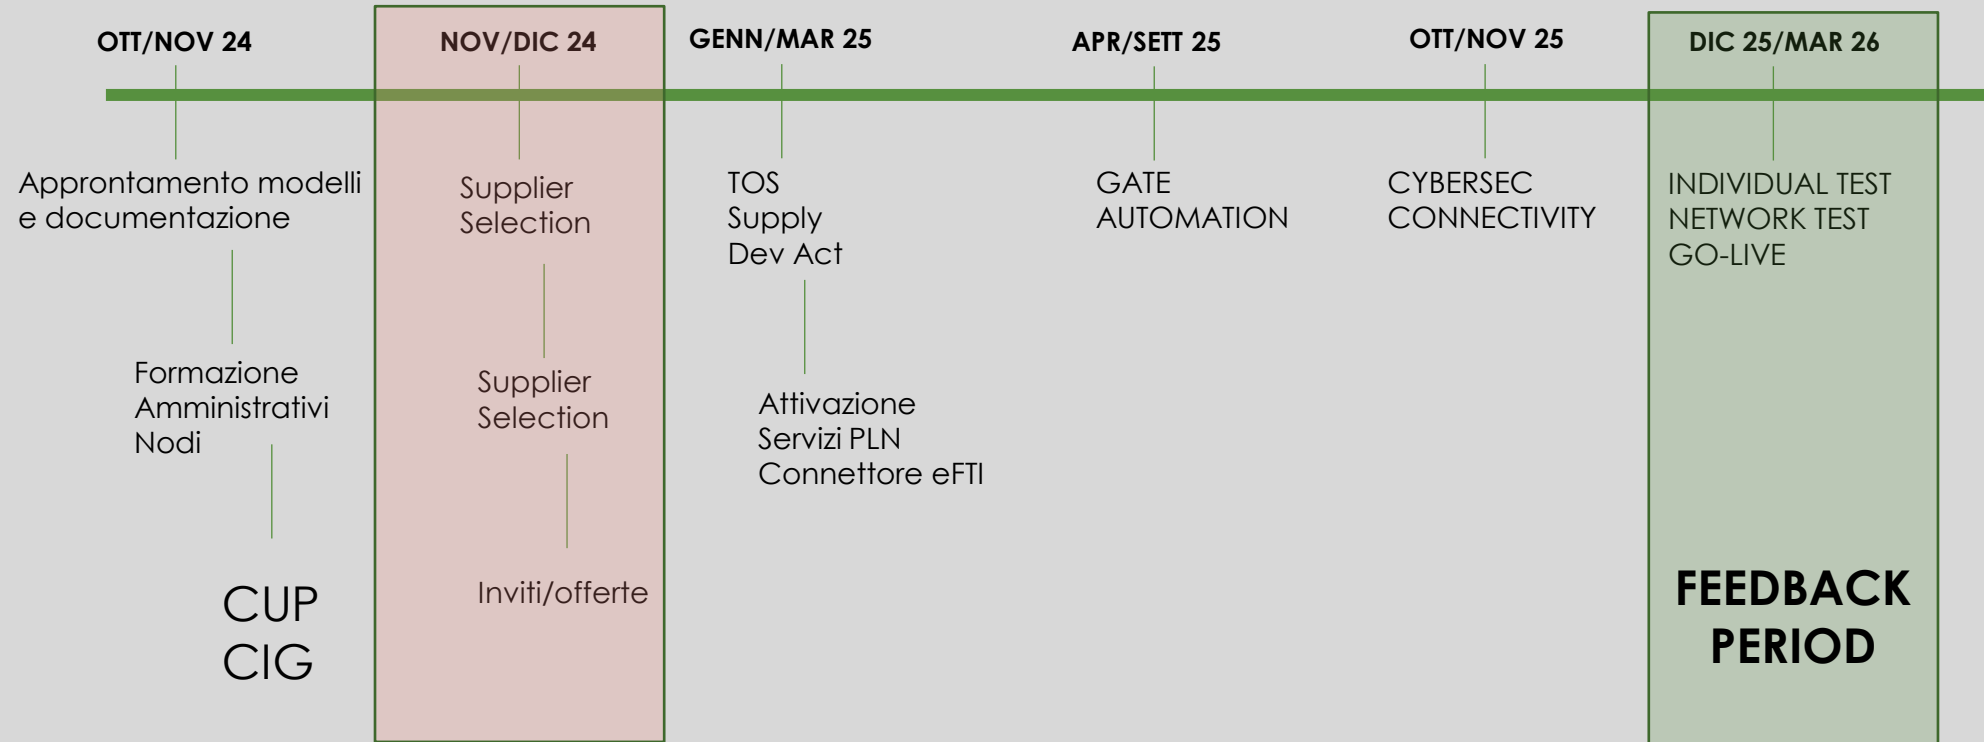 OTT/NOV 24
NOV/DIC 24
GENN/MAR 25
APR/SETT 25
OTT/NOV 25
DIC 25/MAR 26
Approntamento modelli
e documentazione
Formazione
Amministrativi
Nodi
CUP
CIG
Supplier
Selection
Supplier
Selection
Inviti/offerte
TOS
Supply
Dev Act
Attivazione
Servizi PLN
Connettore eFTI
GATE
AUTOMATION
CYBERSEC
CONNECTIVITY
INDIVIDUAL TEST
NETWORK TEST
GO-LIVE
FEEDBACK
PERIOD